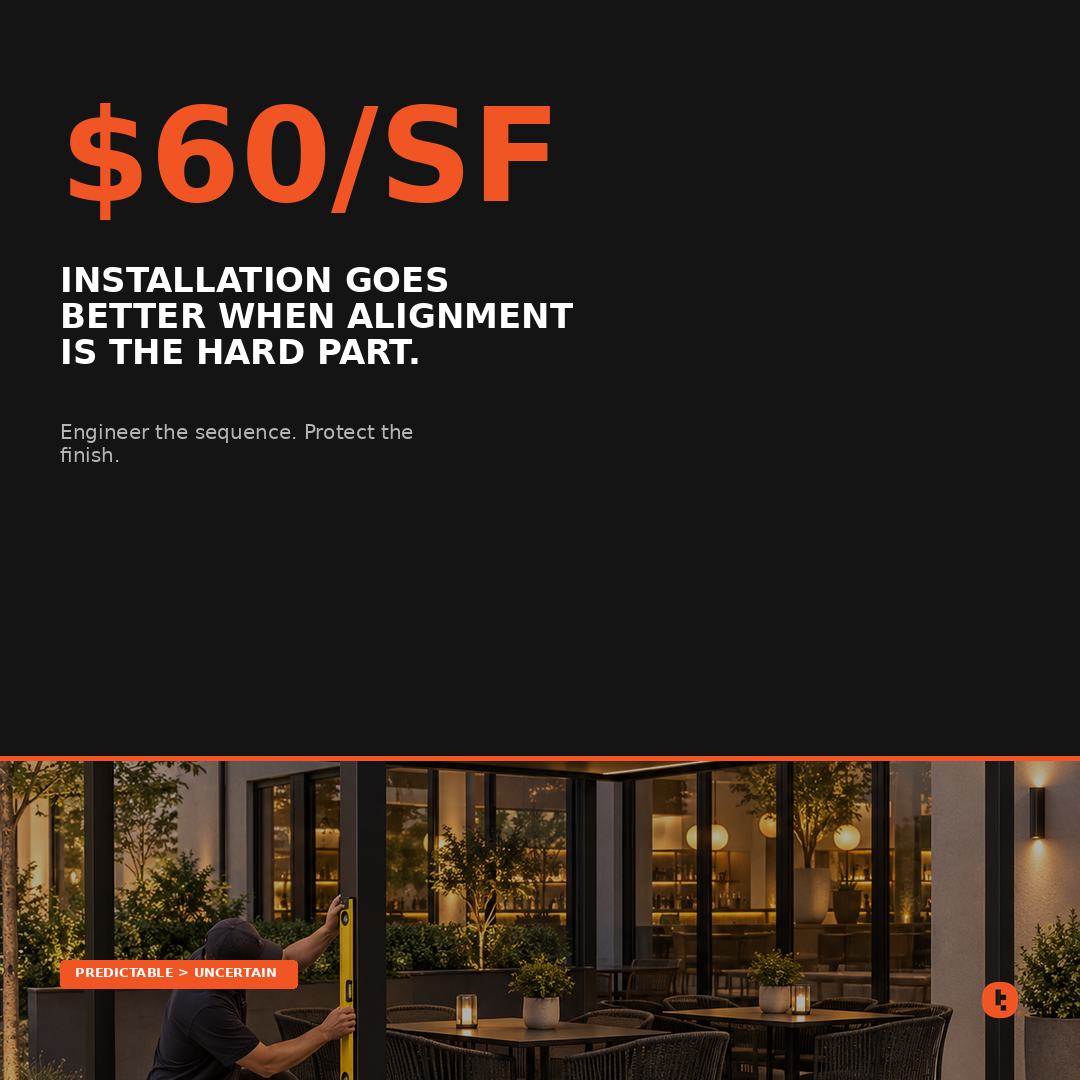 $60/SF
INSTALLATION GOES
BETTER WHEN ALIGNMENT
IS THE HARD PART.
Engineer the sequence. Protect the
finish.
PREDICTABLE > UNCERTAIN
t